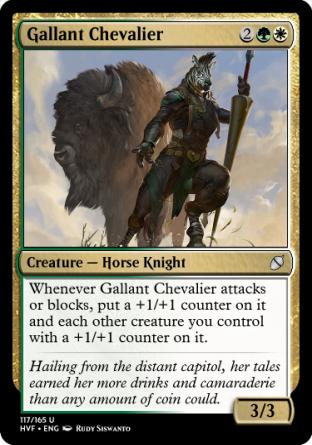 Gallant Chevalier 2
Creature — Horse Knight
Whenever Gallant Chevalier attacks
or blocks, put a +1/+1 counter on it
and each other creature you control
with a +1/+1 counter on it.
Hailing from the distant capitol, her tales
earned her more drinks and camaraderie
than any amount of coin could.
3/3
117/165 U
HVF • ENG Rudy Siswanto